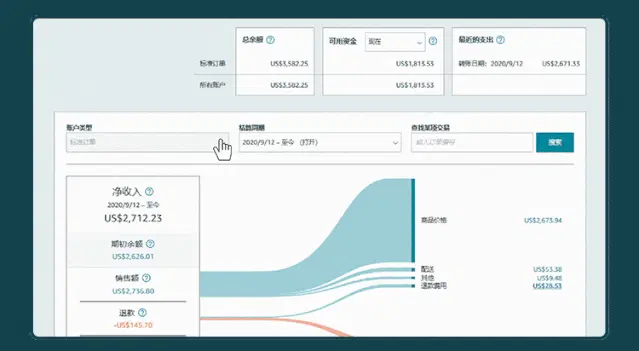 总余额
可用资金 现在
最近的支出
标准订单 US$3,582.25 US$1,813.53 转账日期：2020/9/12 US$2,671.33
所有账户 US$3,582.25 US$1,813.53
账户类型 结算周期 查找某项交易
标准订单 2020/9/12 – 至今 （打开） 输入订单编号 搜索
净收入
2020/9/12 – 至今
US$2,712.23
期初余额
US$2,626.01
销售额
US$2,736.80
退款
-US$145.70
商品价格 US$2,673.94
配送 US$53.38
其他 US$9.48
退款费用 US$28.53